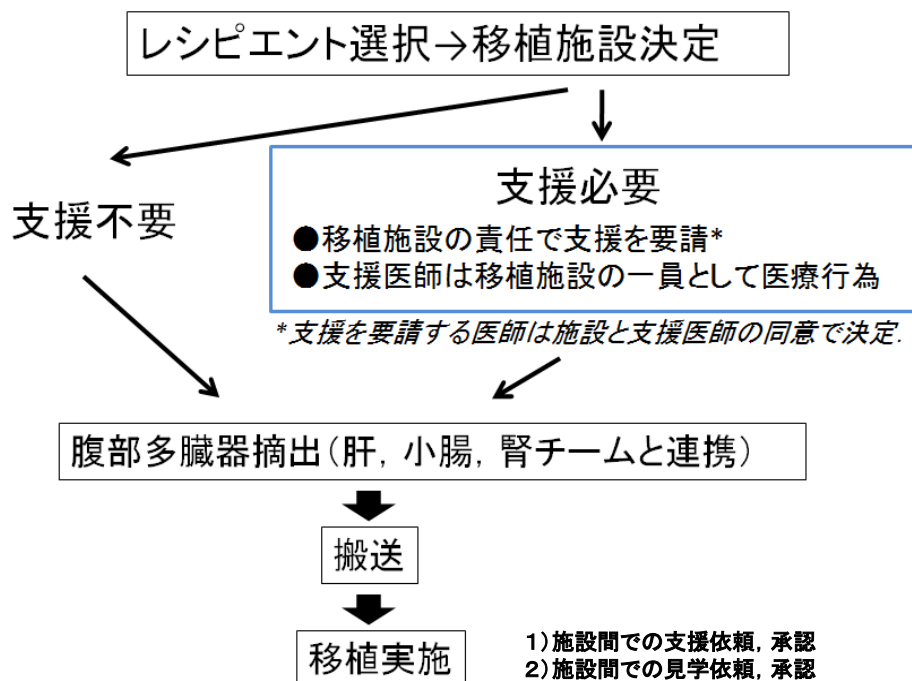 レシピエント選択→移植施設決定
支援不要
支援必要
●移植施設の責任で支援を要請*
●支援医師は移植施設の一員として医療行為
*支援を要請する医師は施設と支援医師の同意で決定.
腹部多臓器摘出（肝, 小腸, 腎チームと連携）
搬送
移植実施
1）施設間での支援依頼, 承認
2）施設間での見学依頼, 承認